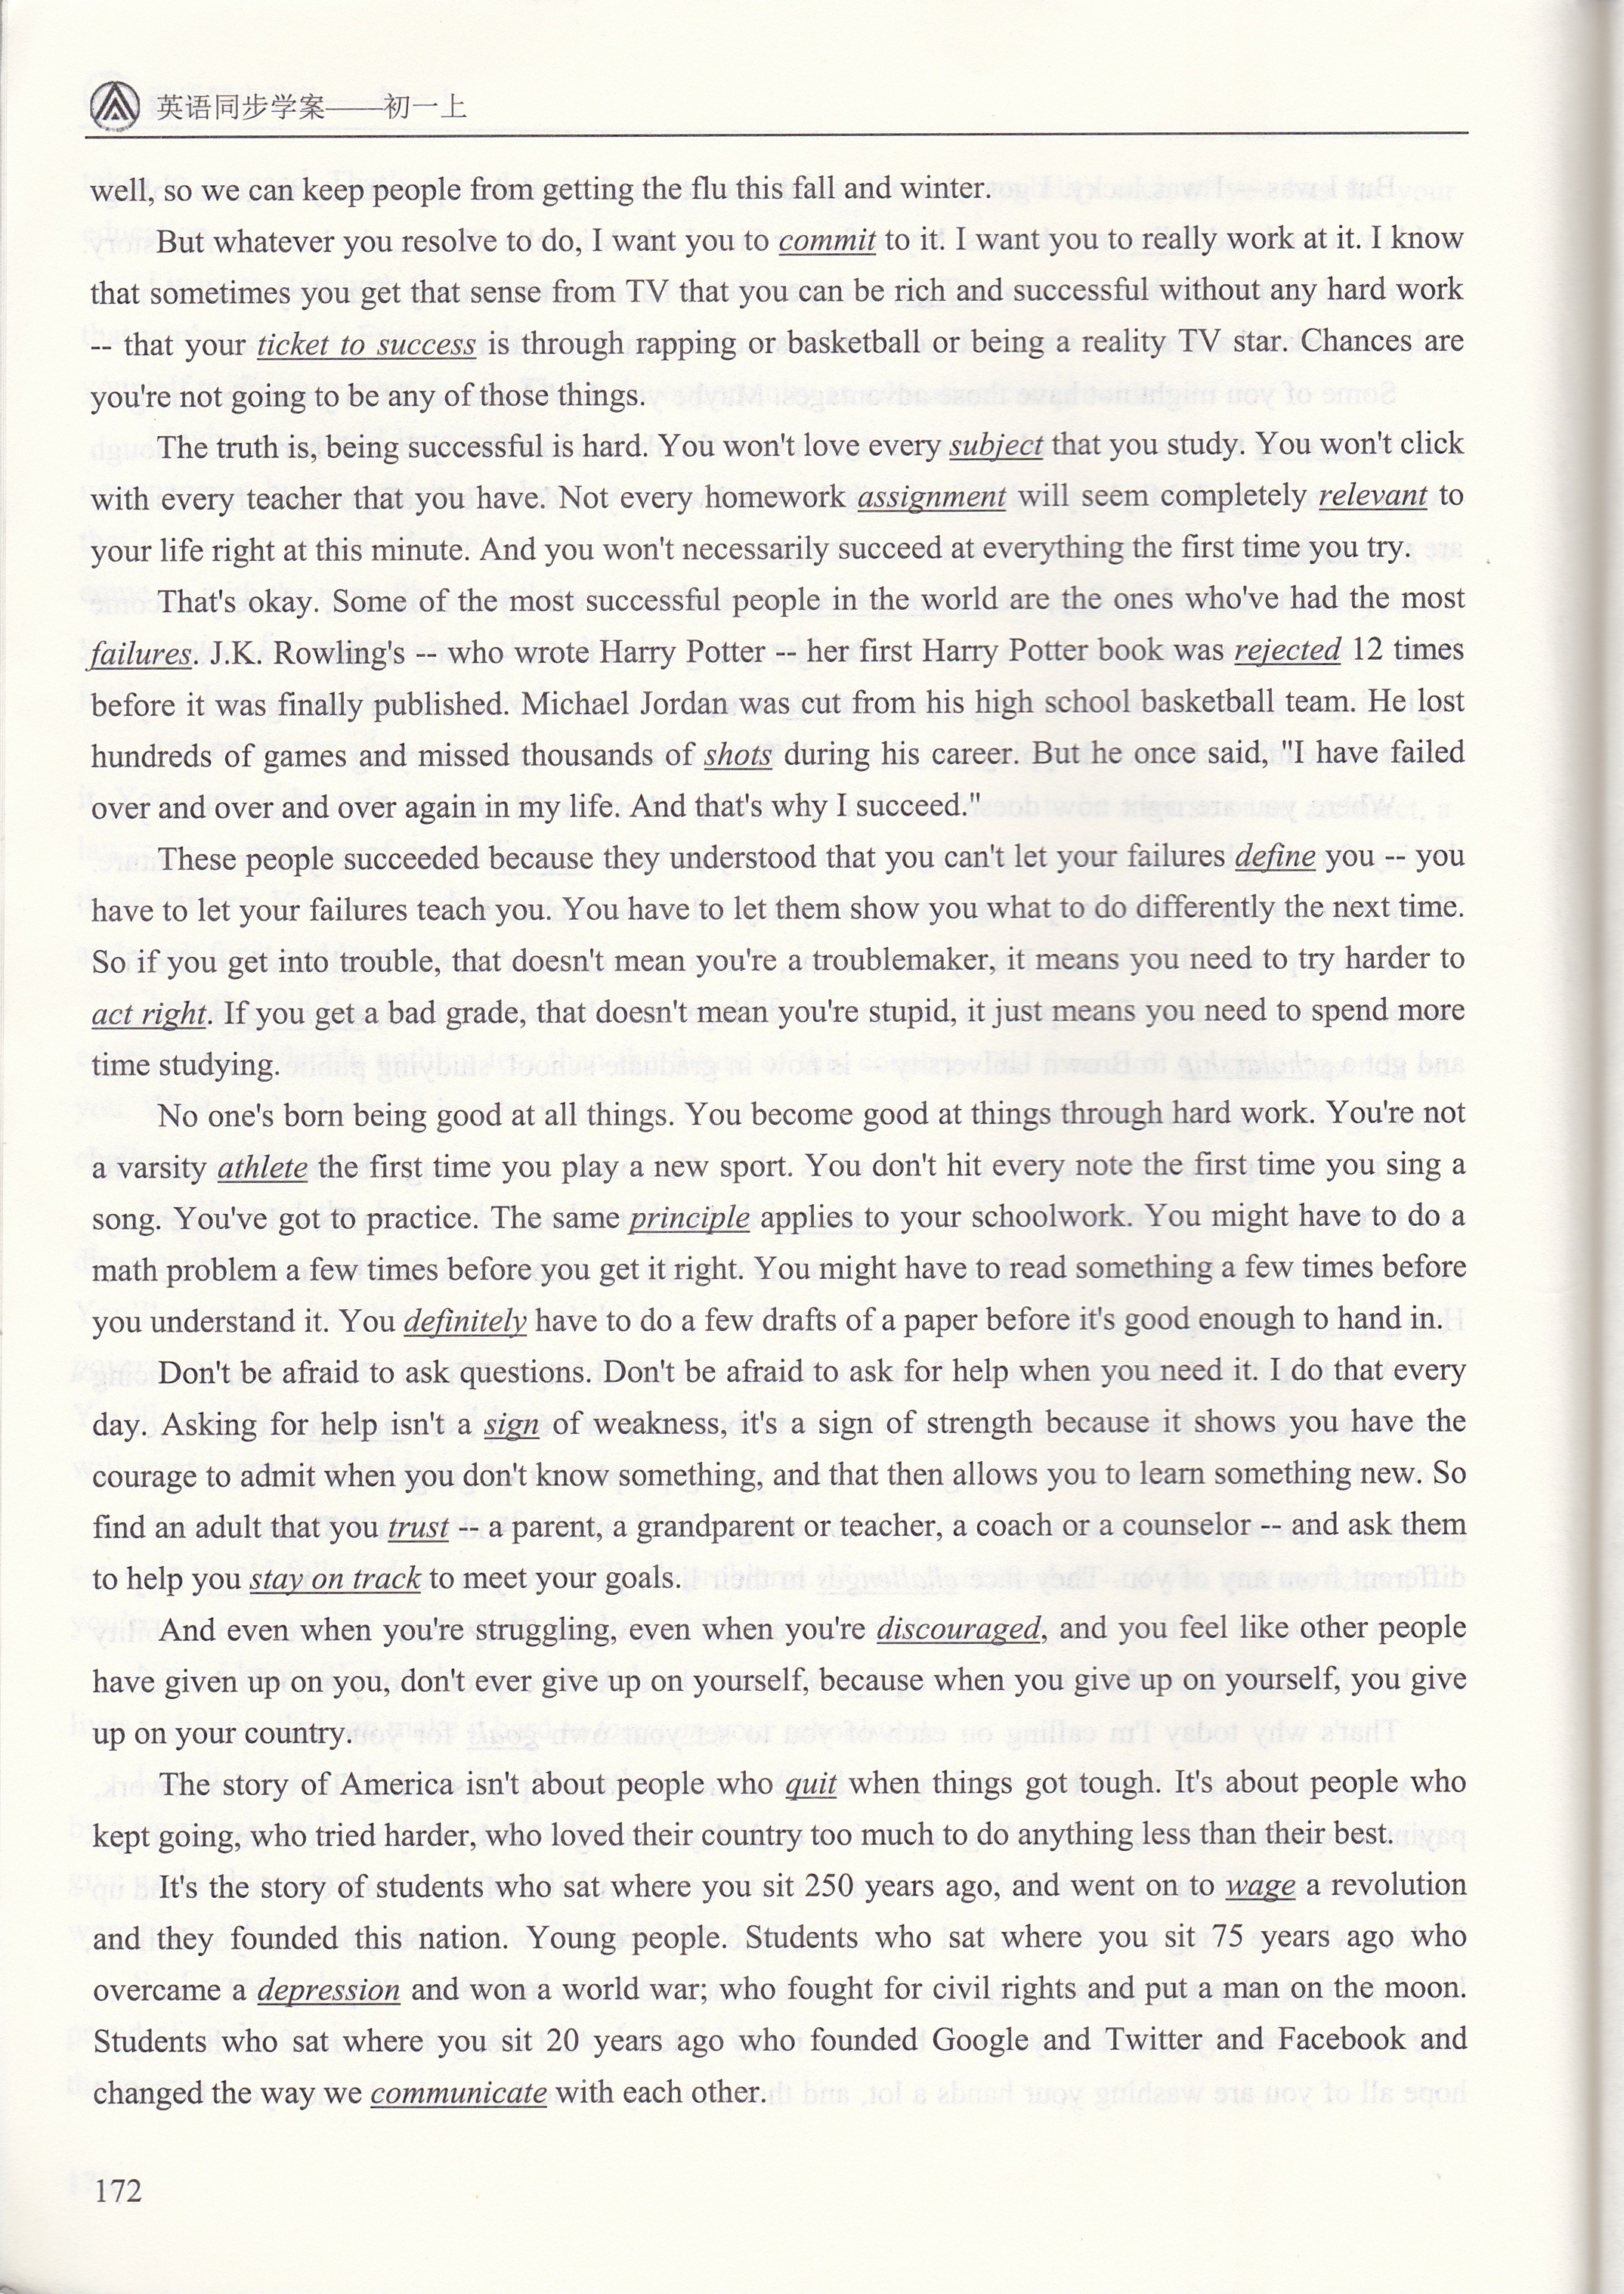 英语同步学案——初一上
well, so we can keep people from getting the flu this fall and winter.
But whatever you resolve to do, I want you to commit to it. I want you to really work at it. I know
that sometimes you get that sense from TV that you can be rich and successful without any hard work
-- that your ticket to success is through rapping or basketball or being a reality TV star. Chances are
you're not going to be any of those things.
The truth is, being successful is hard. You won't love every subject that you study. You won't click
with every teacher that you have. Not every homework assignment will seem completely relevant to
your life right at this minute. And you won't necessarily succeed at everything the first time you try.
That's okay. Some of the most successful people in the world are the ones who've had the most
failures. J.K. Rowling's -- who wrote Harry Potter -- her first Harry Potter book was rejected 12 times
before it was finally published. Michael Jordan was cut from his high school basketball team. He lost
hundreds of games and missed thousands of shots during his career. But he once said, "I have failed
over and over and over again in my life. And that's why I succeed."
These people succeeded because they understood that you can't let your failures define you -- you
have to let your failures teach you. You have to let them show you what to do differently the next time.
So if you get into trouble, that doesn't mean you're a troublemaker, it means you need to try harder to
act right. If you get a bad grade, that doesn't mean you're stupid, it just means you need to spend more
time studying.
No one's born being good at all things. You become good at things through hard work. You're not
a varsity athlete the first time you play a new sport. You don't hit every note the first time you sing a
song. You've got to practice. The same principle applies to your schoolwork. You might have to do a
math problem a few times before you get it right. You might have to read something a few times before
you understand it. You definitely have to do a few drafts of a paper before it's good enough to hand in.
Don't be afraid to ask questions. Don't be afraid to ask for help when you need it. I do that every
day. Asking for help isn't a sign of weakness, it's a sign of strength because it shows you have the
courage to admit when you don't know something, and that then allows you to learn something new. So
find an adult that you trust -- a parent, a grandparent or teacher, a coach or a counselor -- and ask them
to help you stay on track to meet your goals.
And even when you're struggling, even when you're discouraged, and you feel like other people
have given up on you, don't ever give up on yourself, because when you give up on yourself, you give
up on your country.
The story of America isn't about people who quit when things got tough. It's about people who
kept going, who tried harder, who loved their country too much to do anything less than their best.
It's the story of students who sat where you sit 250 years ago, and went on to wage a revolution
and they founded this nation. Young people. Students who sat where you sit 75 years ago who
overcame a depression and won a world war; who fought for civil rights and put a man on the moon.
Students who sat where you sit 20 years ago who founded Google and Twitter and Facebook and
changed the way we communicate with each other.
172